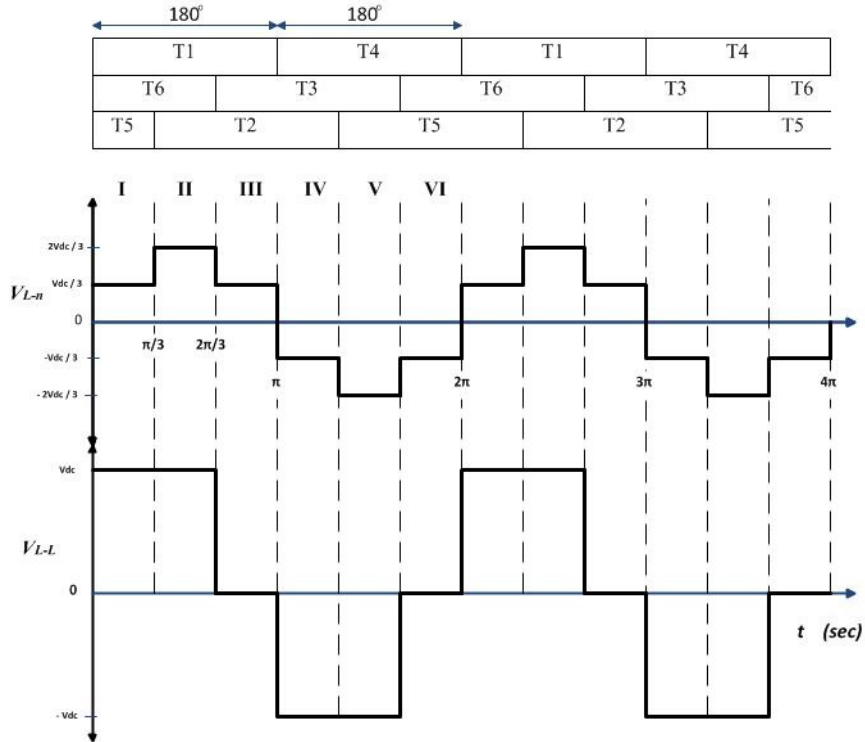 180° 180°
T1 T4 T1 T4
T6 T3 T6 T3 T6
T5 T2 T5 T2 T5
I II III IV V VI
2Vdc / 3
Vdc / 3
V_L-n
0
π/3 2π/3
-Vdc / 3
π 2π 3π 4π
- 2Vdc / 3
Vdc
V_L-L
0
t (sec)
- Vdc